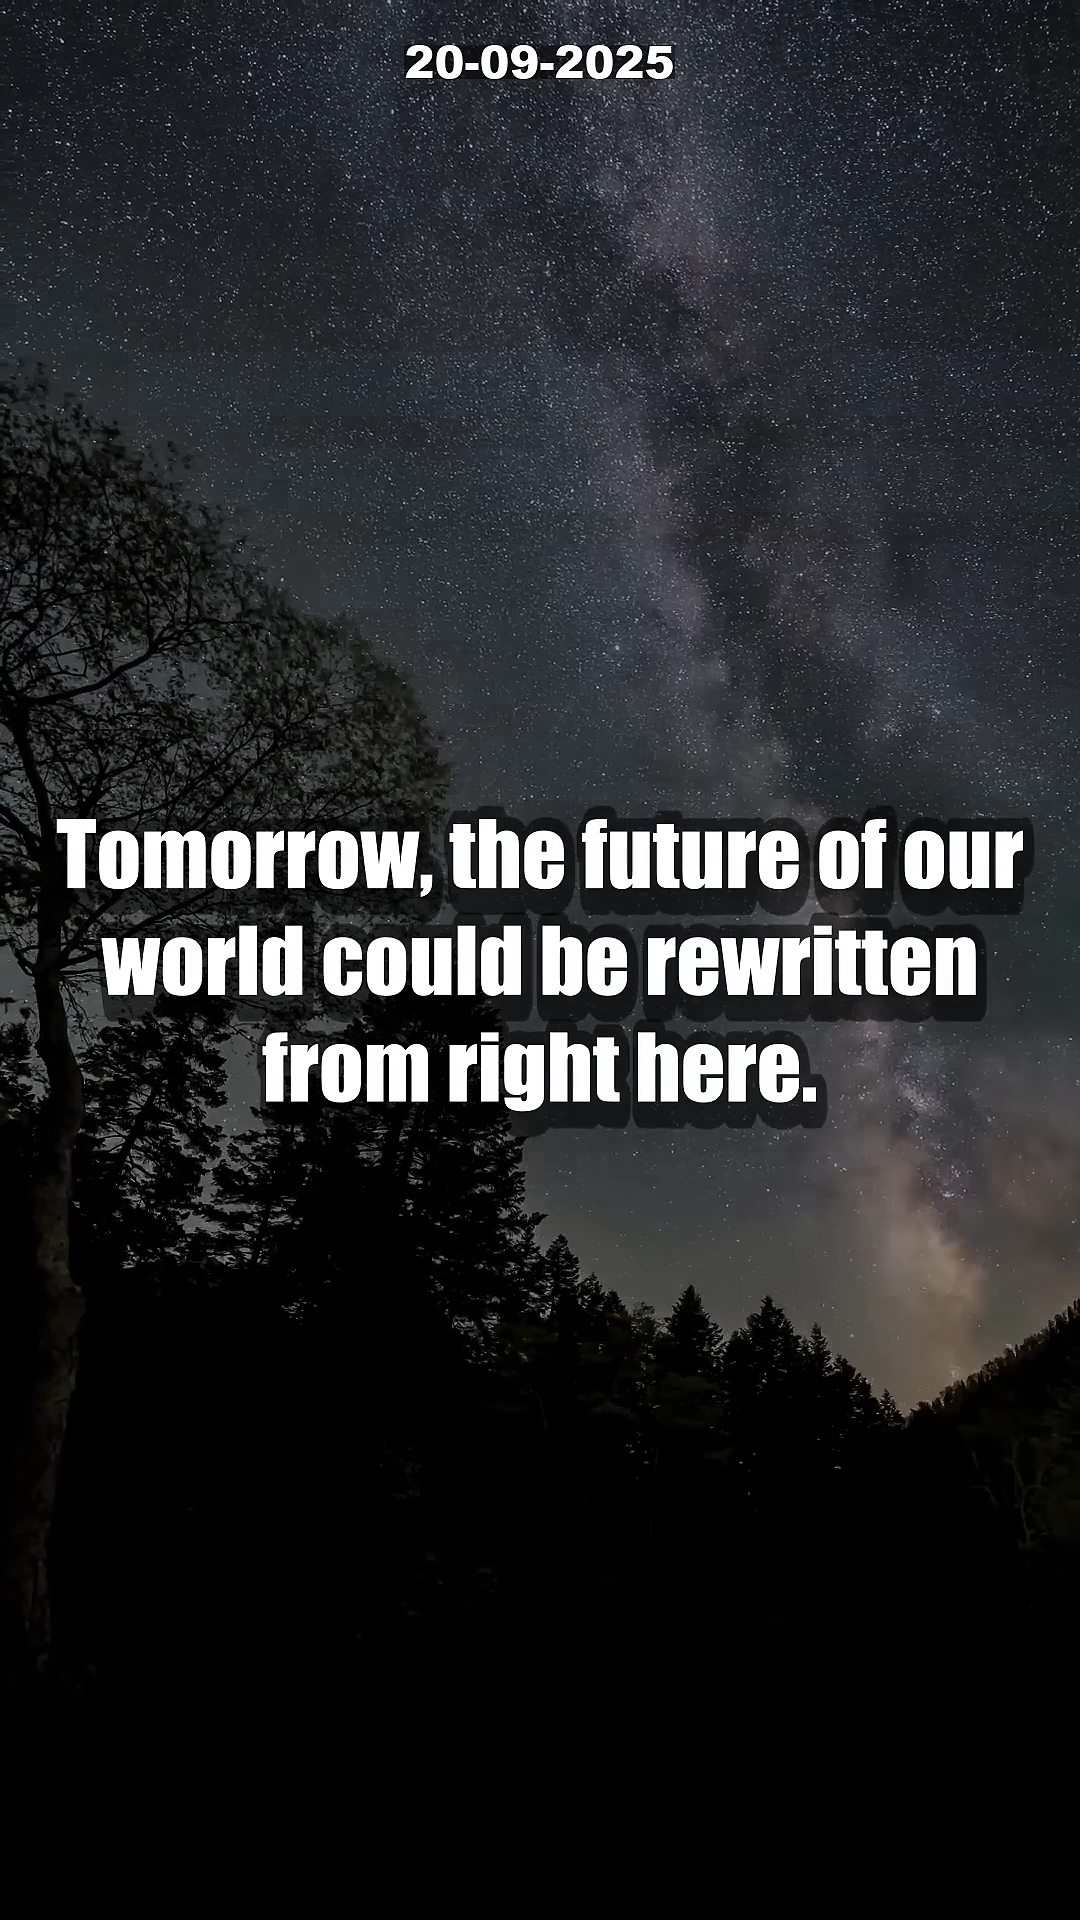 20-09-2025
Tomorrow, the future of our
world could be rewritten
from right here.